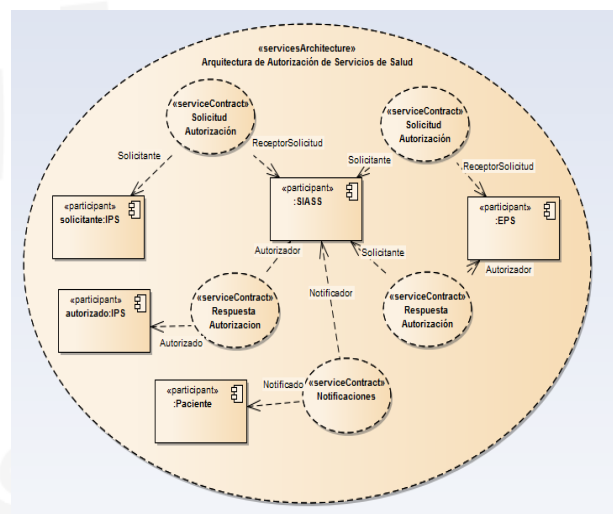 «servicesArchitecture»
Arquitectura de Autorización de Servicios de Salud
«serviceContract»
Solicitud
Autorización
«serviceContract»
Solicitud
Autorización
Solicitante
ReceptorSolicitud
Solicitante
ReceptorSolicitud
«participant»
solicitante:IPS
«participant»
:SIASS
«participant»
:EPS
Autorizador
Solicitante
Autorizador
«participant»
autorizado:IPS
«serviceContract»
Respuesta
Autorizacion
Notificador
«serviceContract»
Respuesta
Autorización
Autorizado
«participant»
:Paciente
Notificado
«serviceContract»
Notificaciones